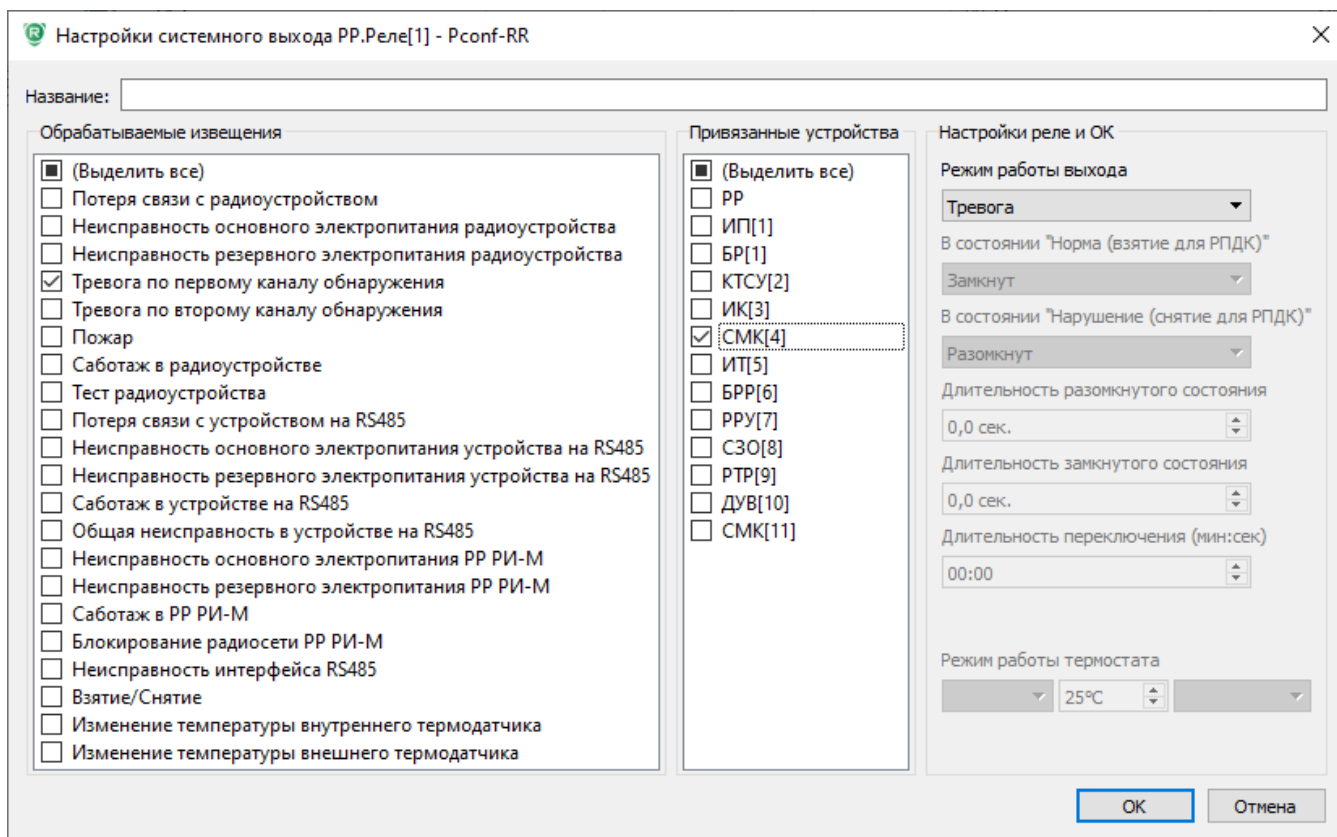 Настройки системного выхода РР.Реле[1] - Pconf-RR
Название:
Обрабатываемые извещения
(Выделить все)
Потеря связи с радиоустройством
Неисправность основного электропитания радиоустройства
Неисправность резервного электропитания радиоустройства
Тревога по первому каналу обнаружения
Тревога по второму каналу обнаружения
Пожар
Саботаж в радиоустройстве
Тест радиоустройства
Потеря связи с устройством на RS485
Неисправность основного электропитания устройства на RS485
Неисправность резервного электропитания устройства на RS485
Саботаж в устройстве на RS485
Общая неисправность в устройстве на RS485
Неисправность основного электропитания РР РИ-М
Неисправность резервного электропитания РР РИ-М
Саботаж в РР РИ-М
Блокирование радиосети РР РИ-М
Неисправность интерфейса RS485
Взятие/Снятие
Изменение температуры внутреннего термодатчика
Изменение температуры внешнего термодатчика
Привязанные устройства
(Выделить все)
РР
ИП[1]
БР[1]
КТСУ[2]
ИК[3]
СМК[4]
ИТ[5]
БРР[6]
РРУ[7]
СЗО[8]
РТР[9]
ДУВ[10]
СМК[11]
Настройки реле и ОК
Режим работы выхода
Тревога
В состоянии "Норма (взятие для РПДК)"
Замкнут
В состоянии "Нарушение (снятие для РПДК)"
Разомкнут
Длительность разомкнутого состояния
0,0 сек.
Длительность замкнутого состояния
0,0 сек.
Длительность переключения (мин:сек)
00:00
Режим работы термостата
25°C
OK
Отмена